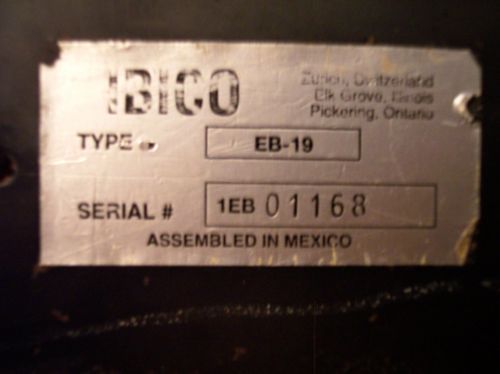 IBICO
Zurich, Switzerland
Elk Grove, Illinois
Pickering, Ontario
TYPE EB-19
SERIAL # 1EB 01168
ASSEMBLED IN MEXICO